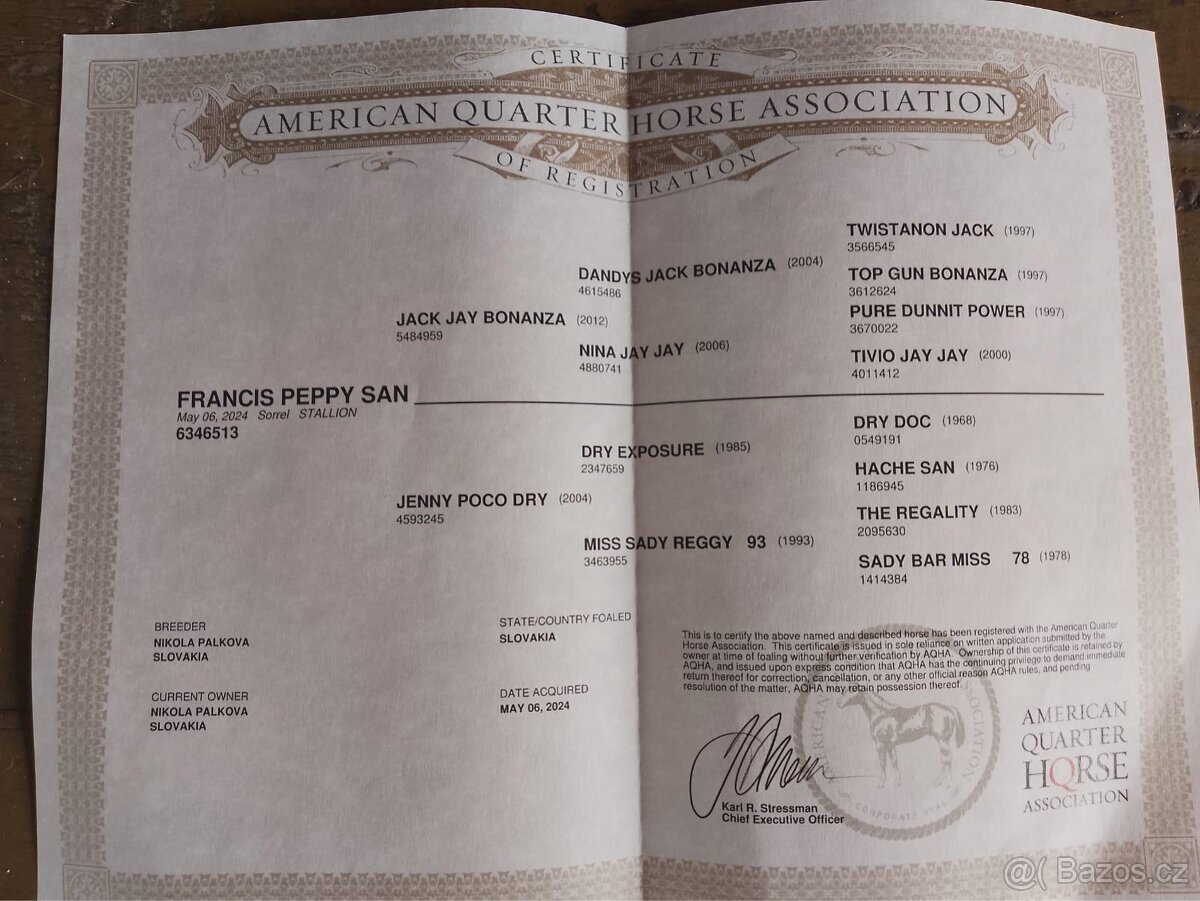 CERTIFICATE
AMERICAN QUARTER HORSE ASSOCIATION
OF REGISTRATION
TWISTANON JACK (1997)
3566545
DANDYS JACK BONANZA (2004)
4615486
TOP GUN BONANZA (1997)
3612624
JACK JAY BONANZA (2012)
5484959
PURE DUNNIT POWER (1997)
3670022
NINA JAY JAY (2006)
4880741
TIVIO JAY JAY (2000)
4011412
FRANCIS PEPPY SAN
May 06, 2024 Sorrel STALLION
6346513
DRY DOC (1968)
0549191
DRY EXPOSURE (1985)
2347659
HACHE SAN (1976)
1186945
JENNY POCO DRY (2004)
4593245
THE REGALITY (1983)
2095630
MISS SADY REGGY 93 (1993)
3463955
SADY BAR MISS 78 (1978)
1414384
BREEDER
NIKOLA PALKOVA
SLOVAKIA
STATE/COUNTRY FOALED
SLOVAKIA
CURRENT OWNER
NIKOLA PALKOVA
SLOVAKIA
DATE ACQUIRED
MAY 06, 2024
This is to certify the above named and described horse has been registered with the American Quarter
Horse Association. This certificate is issued in sole reliance on written application submitted by the
owner at time of foaling without further verification by AQHA. Ownership of this certificate is retained by
AQHA, and issued upon express condition that AQHA has the continuing privilege to demand immediate
return thereof for correction, cancellation, or any other official reason AQHA rules, and pending
resolution of the matter, AQHA may retain possession thereof.
Karl R. Stressman
Chief Executive Officer
CORPORATE SEAL
AMERICAN
QUARTER
HORSE
ASSOCIATION
@( Bazos.cz